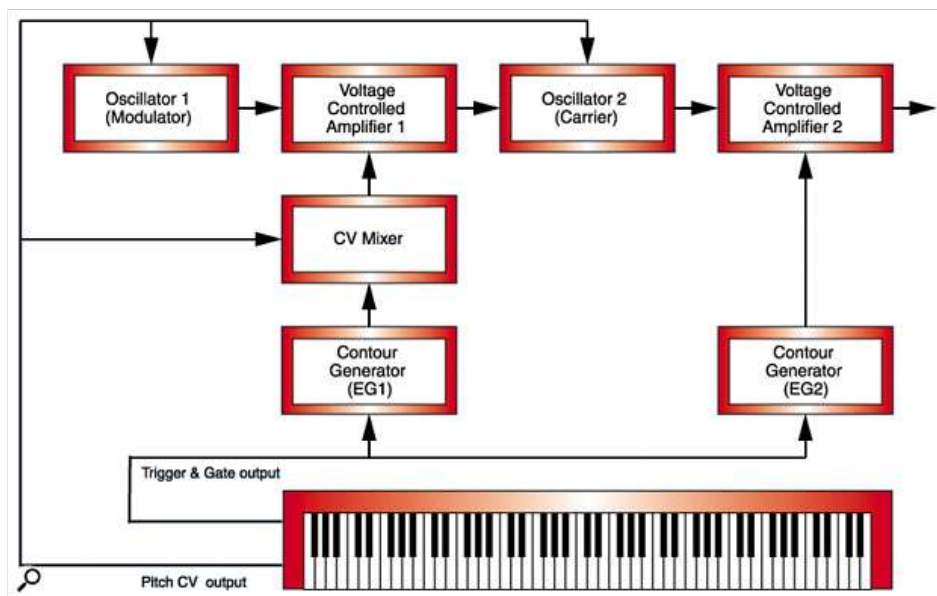 Oscillator 1
(Modulator)
Voltage
Controlled
Amplifier 1
Oscillator 2
(Carrier)
Voltage
Controlled
Amplifier 2
CV Mixer
Contour
Generator
(EG1)
Contour
Generator
(EG2)
Trigger & Gate output
Pitch CV output